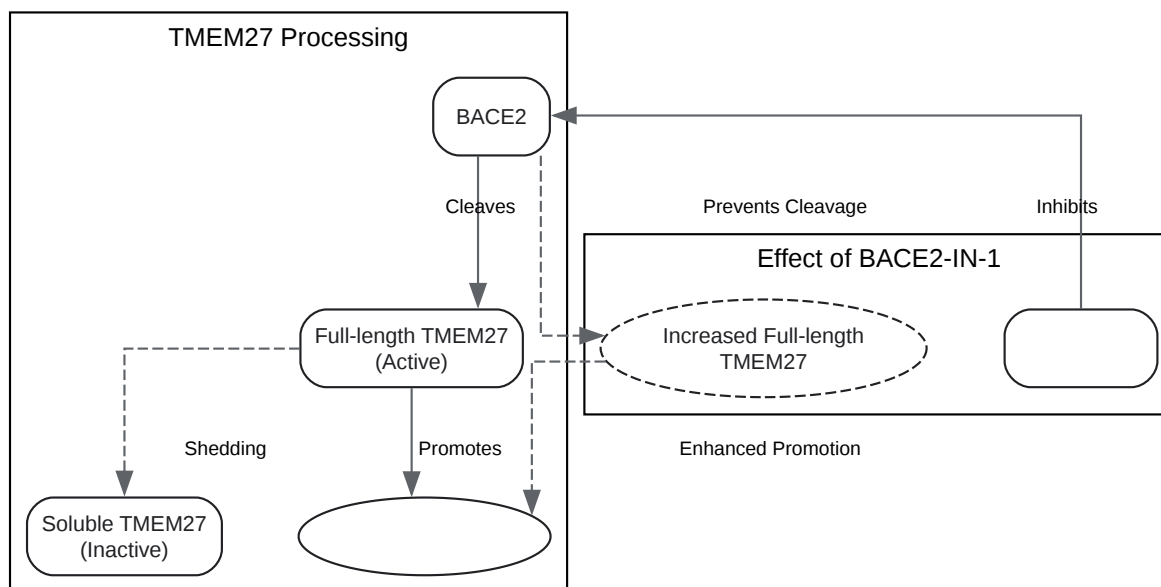 TMEM27 Processing
BACE2
Cleaves
Prevents Cleavage
Inhibits
Effect of BACE2-IN-1
Full-length TMEM27
(Active)
Increased Full-length
TMEM27
Shedding
Promotes
Enhanced Promotion
Soluble TMEM27
(Inactive)